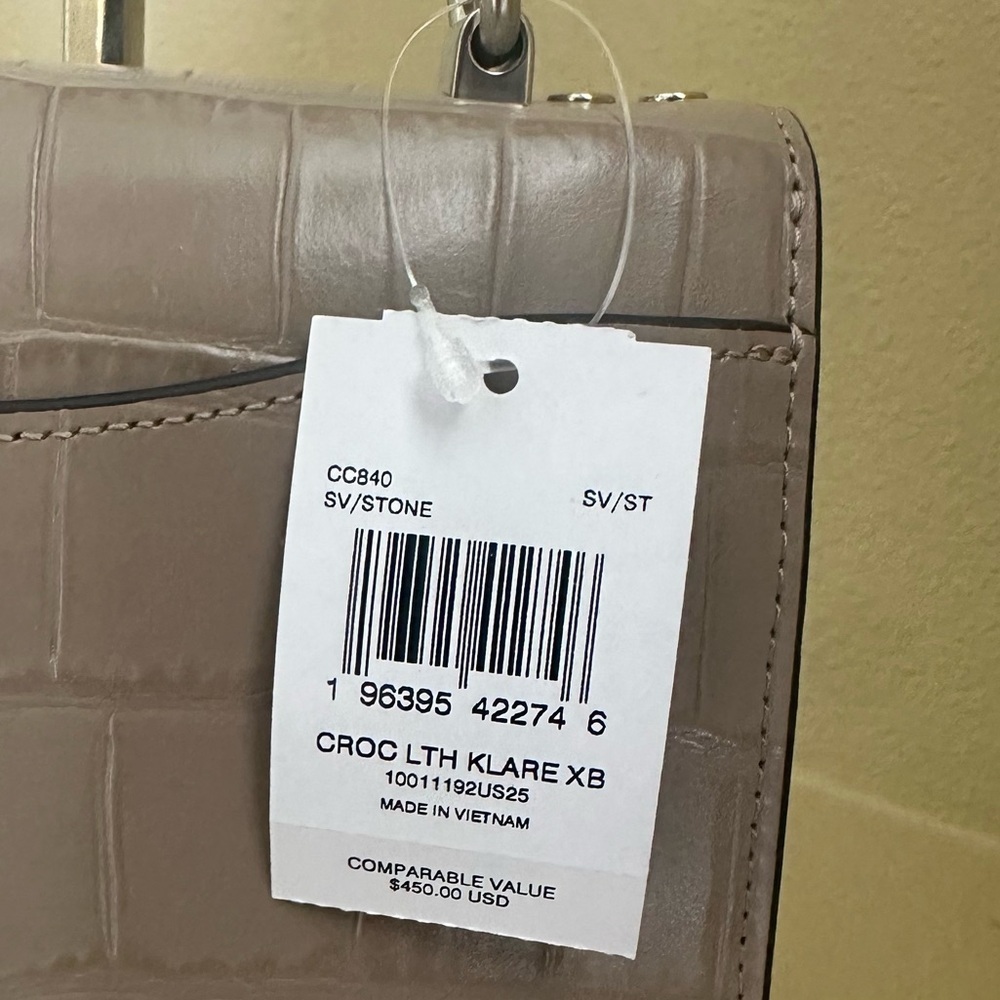 CC840
SV/STONE SV/ST
1 96395 42274 6
CROC LTH KLARE XB
10011192US25
MADE IN VIETNAM
COMPARABLE VALUE
$450.00 USD